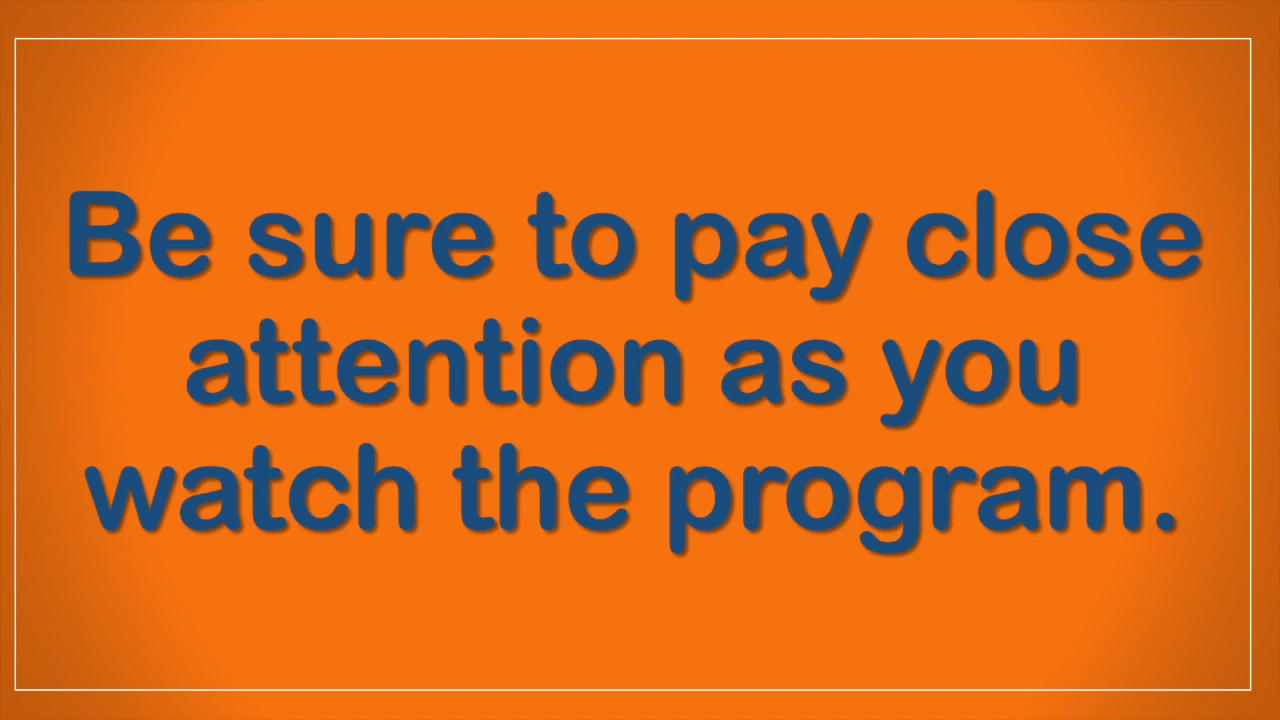 Be sure to pay close
attention as you
watch the program.